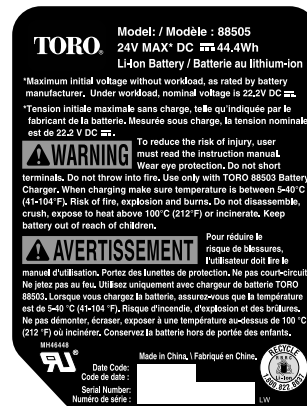 TORO®
Model: / Modèle : 88505
24V MAX* DC 44.4Wh
Li-Ion Battery / Batterie au lithium-ion
*Maximum initial voltage without workload, as rated by battery
manufacturer. Under workload, nominal voltage is 22,2V DC .
*Tension initiale maximale sans charge, telle qu'indiquée par le
fabricant de la batterie. Mesurée sous charge, la tension nominale
est de 22.2 V DC .
WARNING
To reduce the risk of injury, user
must read the instruction manual.
Wear eye protection. Do not short
terminals. Do not throw into fire. Use only with TORO 88503 Battery
Charger. When charging make sure temperature is between 5-40°C
(41-104°F). Risk of fire, explosion and burns. Do not disassemble,
crush, expose to heat above 100°C (212°F) or incinerate. Keep
battery out of reach of children.
AVERTISSEMENT
Pour réduire le
risque de blessures,
l'utilisateur doit lire le
manuel d'utilisation. Portez des lunettes de protection. Ne pas court-circuit
Ne jetez pas au feu. Utilisez uniquement avec chargeur de batterie TORO
88503. Lorsque vous chargez la batterie, assurez-vous que la température
est de 5-40 °C (41-104 °F). Risque d'incendie, d'explosion et des brûlures.
Ne pas démonter, écraser, exposer à une température au-dessus de 100 °C
(212 °F) où incinérer. Conservez la batterie hors de portée des enfants.
MH46448
Made in China, \ Fabriqué en Chine,
Date Code:
Code de date :
Serial Number:
Numéro de série :
LW
RECYCLE
RBRC
Li-Ion
1.800.822.8837